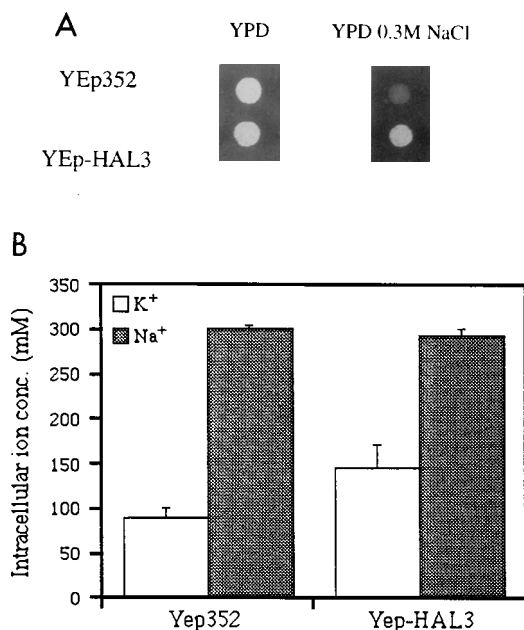 A
YPD
YPD 0.3M NaCl
YEp352
YEp-HAL3
B
Intracellular ion conc. (mM)
350
300
250
200
150
100
50
0
K+
Na+
Yep352
Yep-HAL3